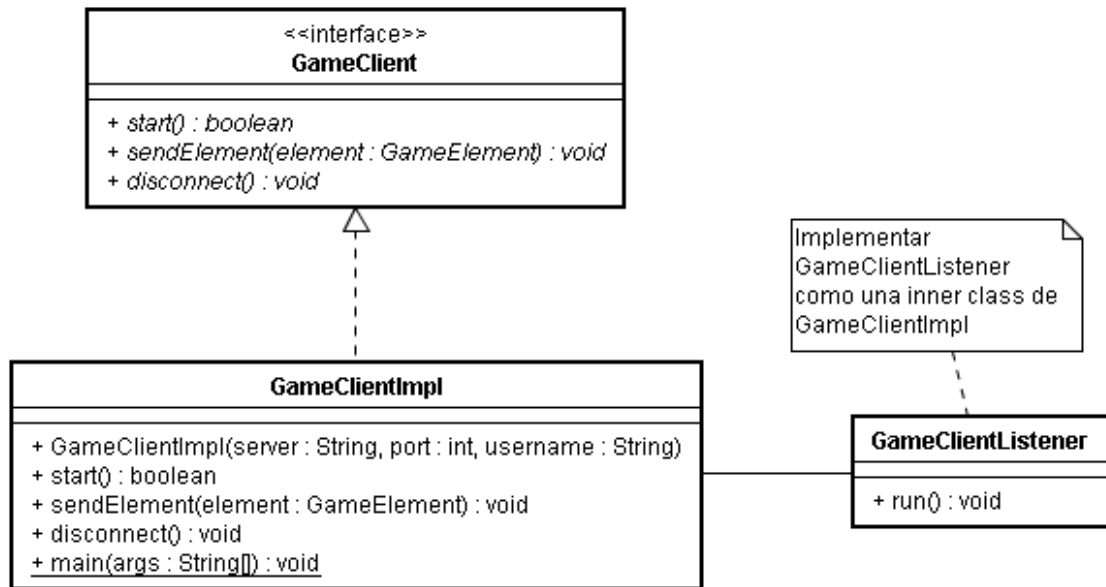 <<interface>>
GameClient
+ start() : boolean
+ sendElement(element : GameElement) : void
+ disconnect() : void
Implementar
GameClientListener
como una inner class de
GameClientImpl
GameClientImpl
+ GameClientImpl(server : String, port : int, username : String)
+ start() : boolean
+ sendElement(element : GameElement) : void
+ disconnect() : void
+ main(args : String[]) : void
GameClientListener
+ run() : void